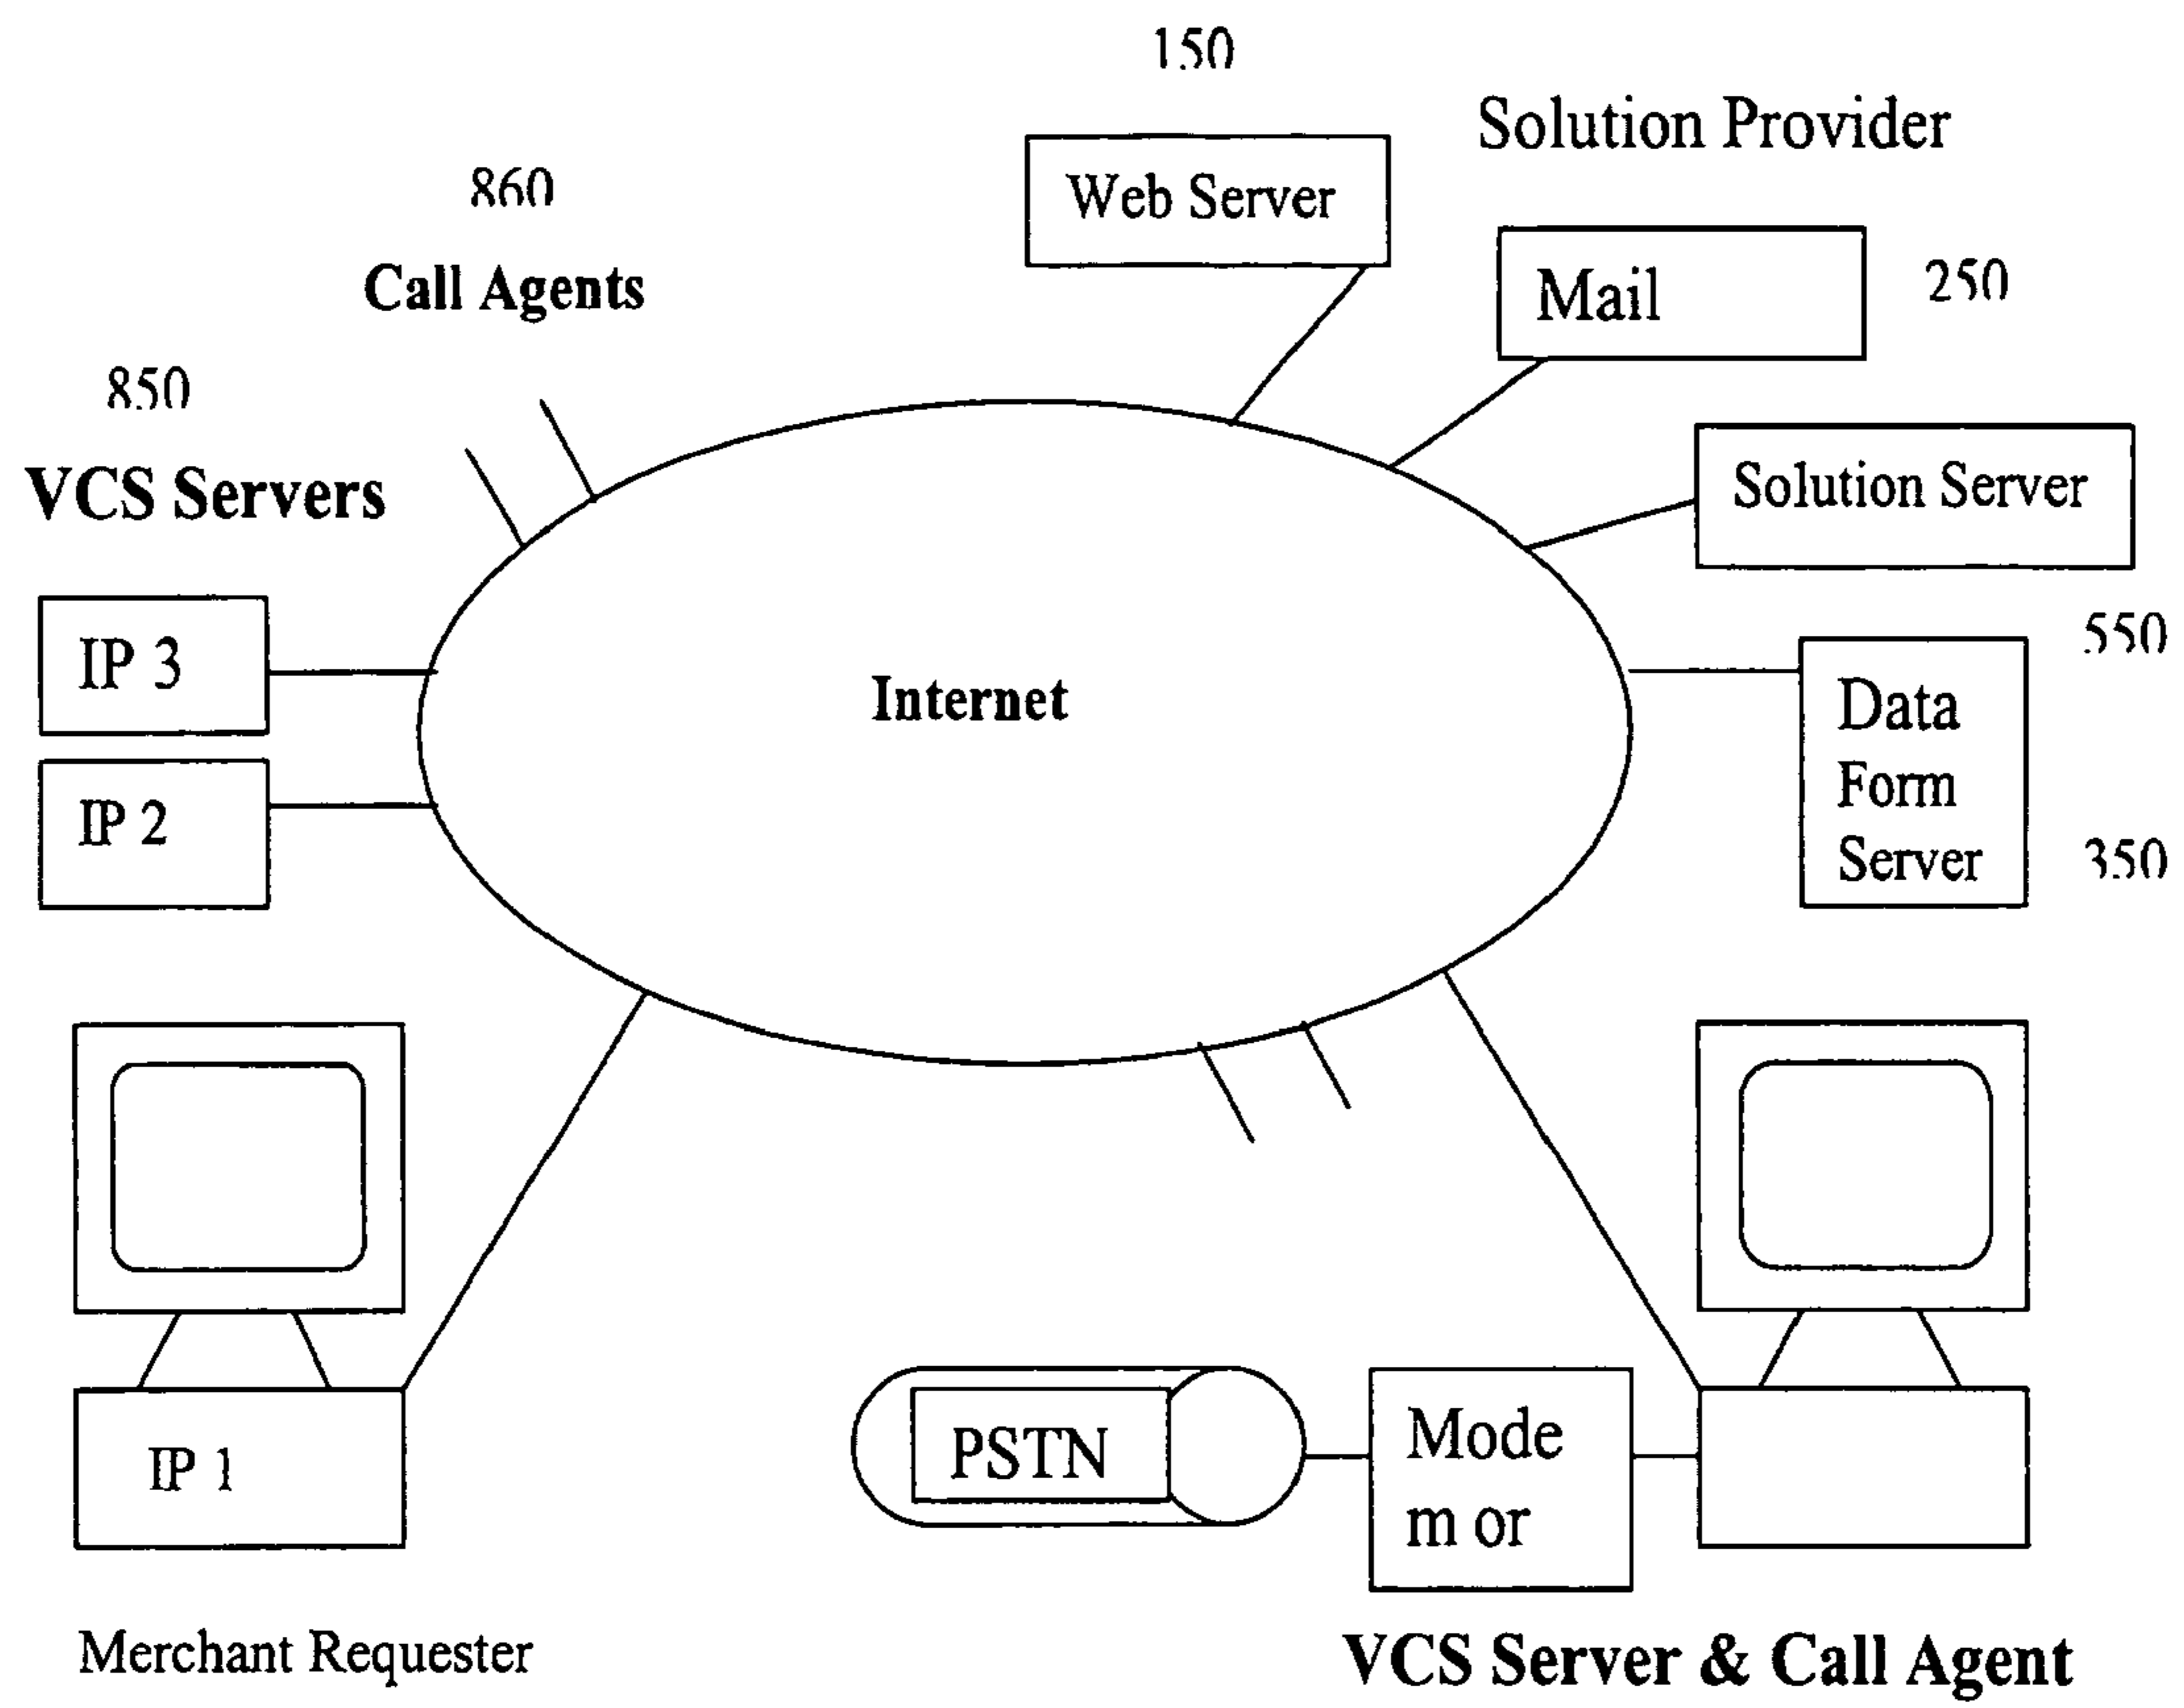 150
Solution Provider
860
Web Server
Call Agents
Mail
250
850
VCS Servers
Solution Server
IP 3
550
Internet
Data
Form
Server
IP 2
350
PSTN
Mode
m or
IP 1
Merchant Requester
VCS Server & Call Agent